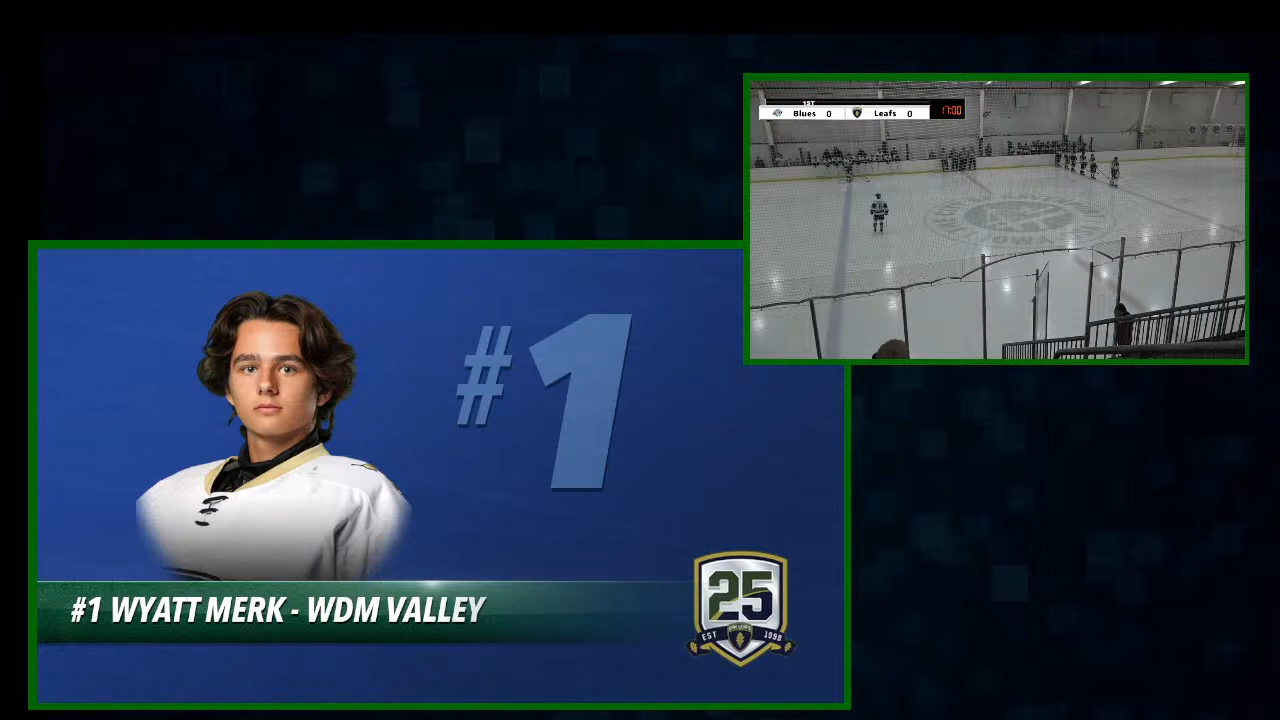 1ST
Blues 0 Leafs 0 17:00
#1
#1 WYATT MERK - WDM VALLEY
25
EST 1998